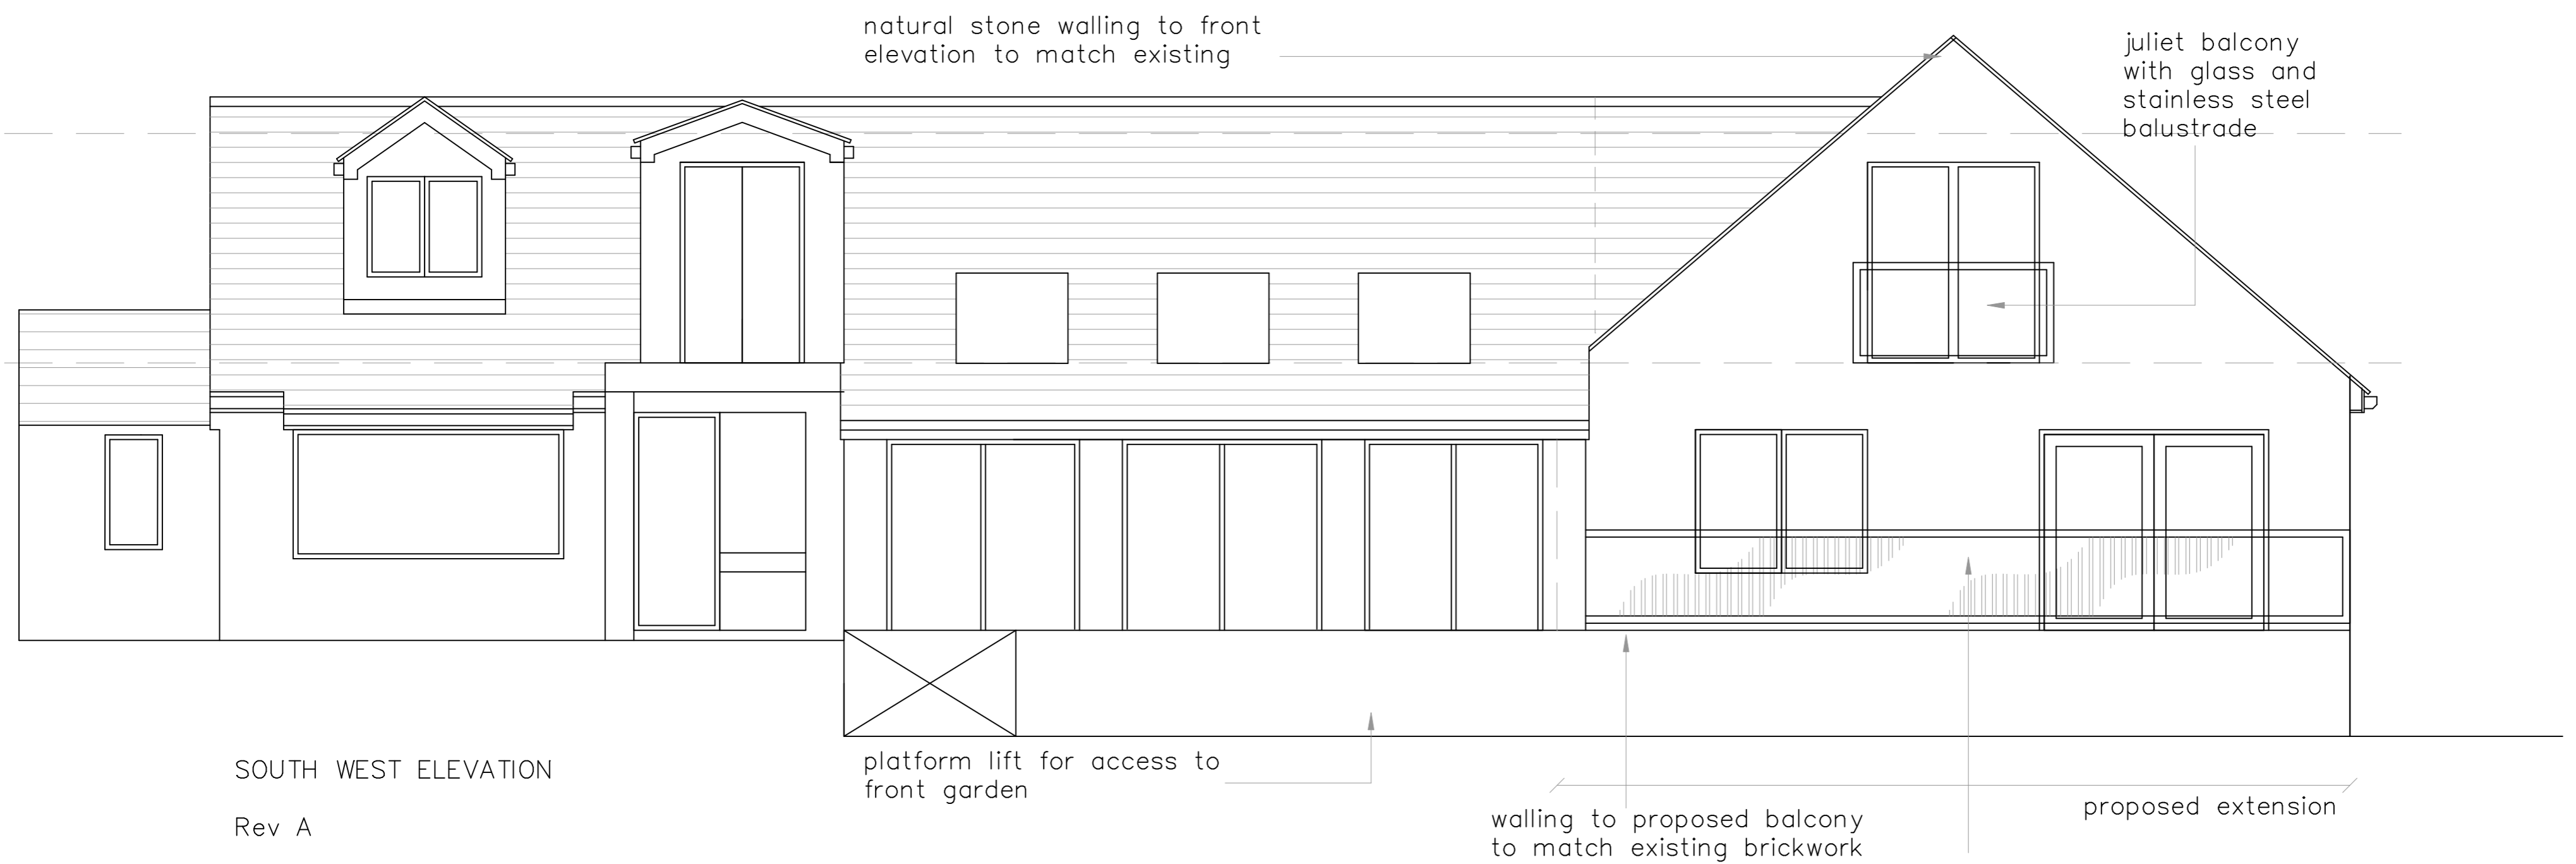 natural stone walling to front
elevation to match existing
juliet balcony
with glass and
stainless steel
balustrade
platform lift for access to
front garden
SOUTH WEST ELEVATION
Rev A
walling to proposed balcony
to match existing brickwork
proposed extension